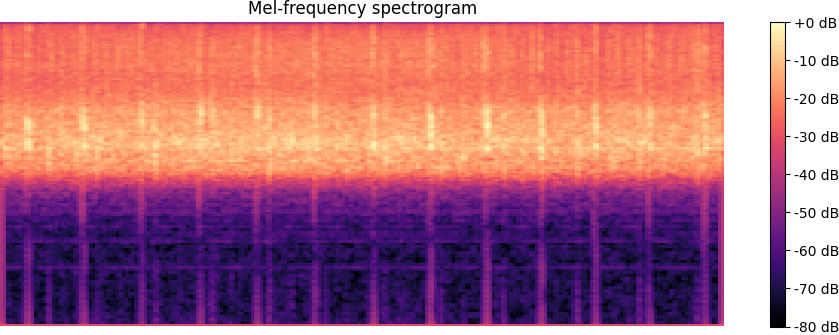 Mel-frequency spectrogram
+0 dB
-10 dB
-20 dB
-30 dB
-40 dB
-50 dB
-60 dB
-70 dB
-80 dB